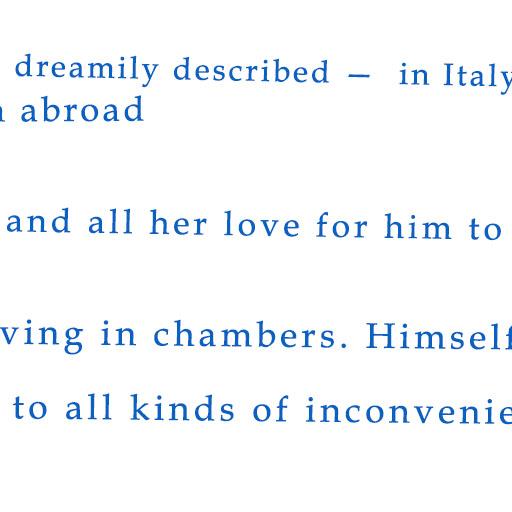 dreamily described — in Italy
abroad
and all her love for him to
ving in chambers. Himself
to all kinds of inconvenie